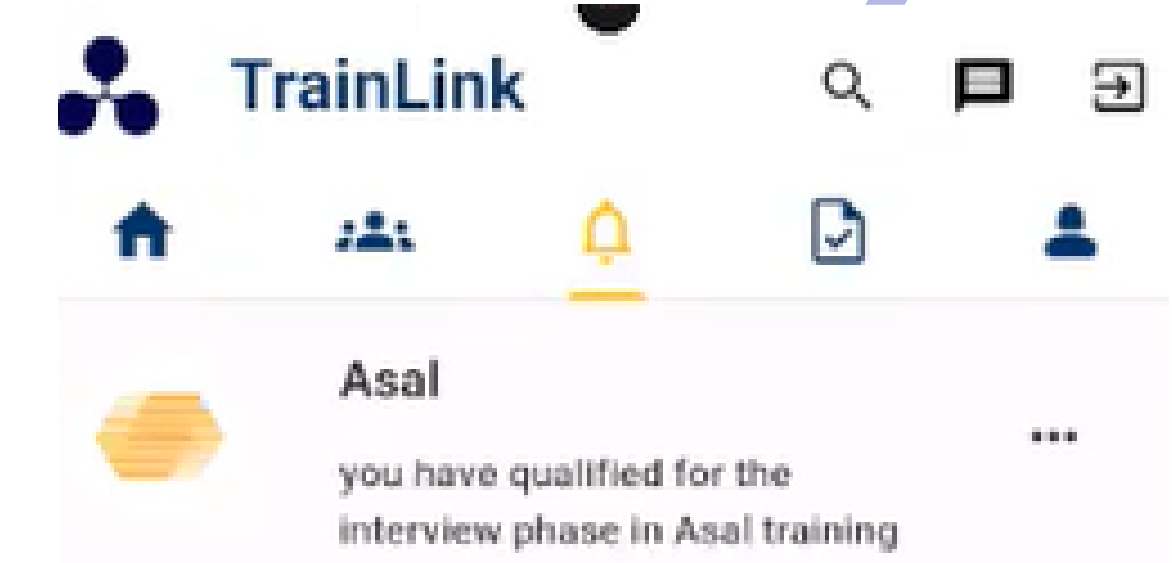 TrainLink
Asal
you have qualified for the
interview phase in Asal training